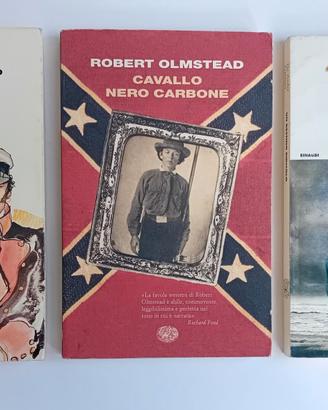 ROBERT OLMSTEAD
CAVALLO
NERO CARBONE
«La favola western di Robert
Olmstead è abile, commovente,
leggibilissima e perfetta nel
tono in cui è narrata»
Richard Ford
EINAUDI